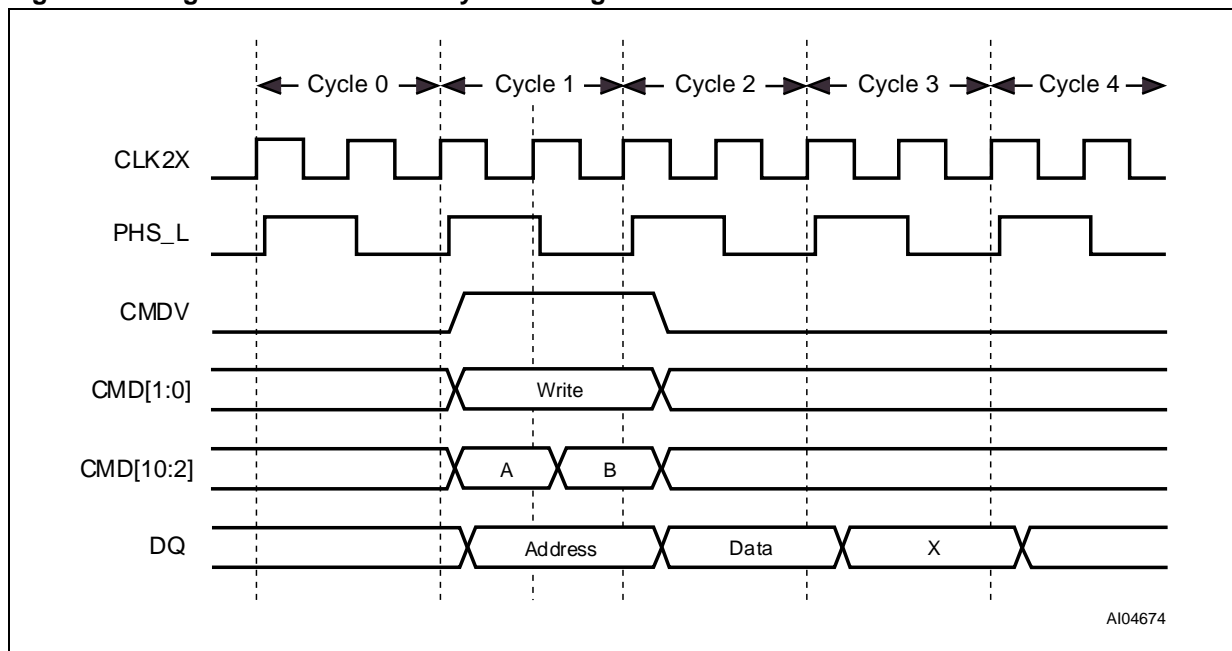 Cycle 0 Cycle 1 Cycle 2 Cycle 3 Cycle 4
CLK2X
PHS_L
CMDV
CMD[1:0] Write
CMD[10:2] A B
DQ Address Data X
AI04674